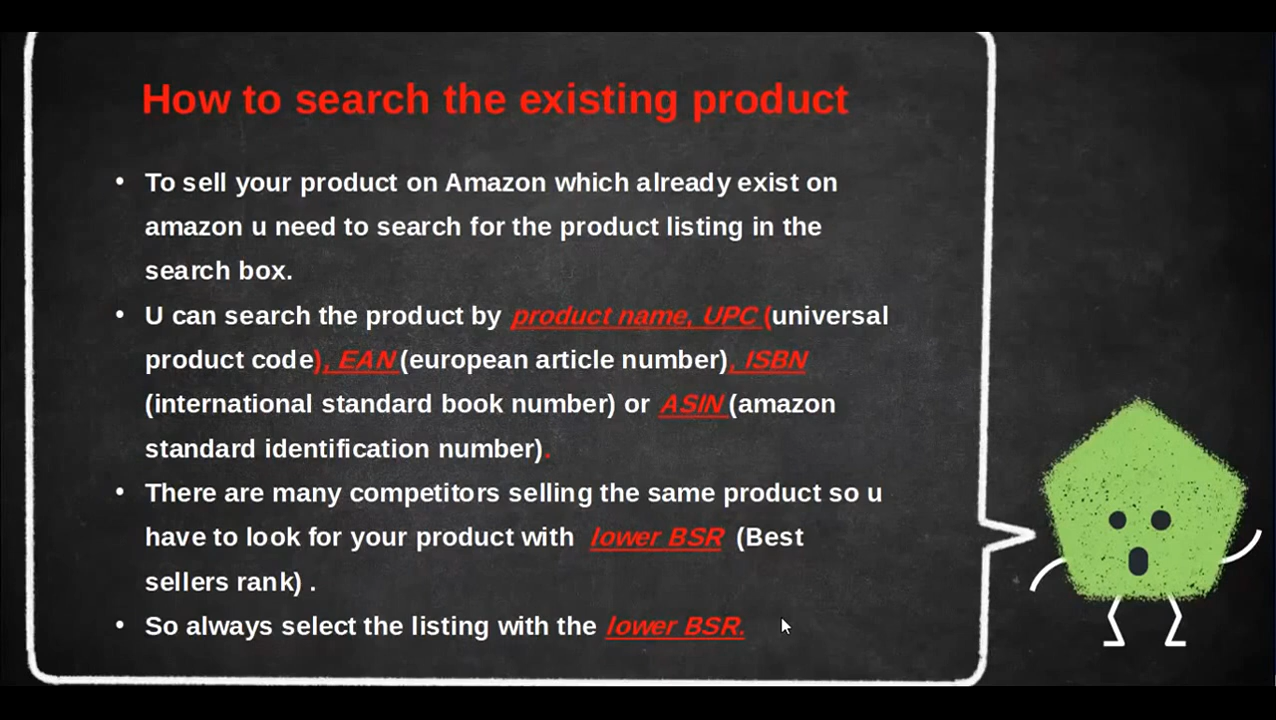 How to search the existing product
• To sell your product on Amazon which already exist on
amazon u need to search for the product listing in the
search box.
• U can search the product by product name, UPC (universal
product code), EAN (european article number), ISBN
(international standard book number) or ASIN (amazon
standard identification number).
• There are many competitors selling the same product so u
have to look for your product with lower BSR (Best
sellers rank) .
• So always select the listing with the lower BSR.